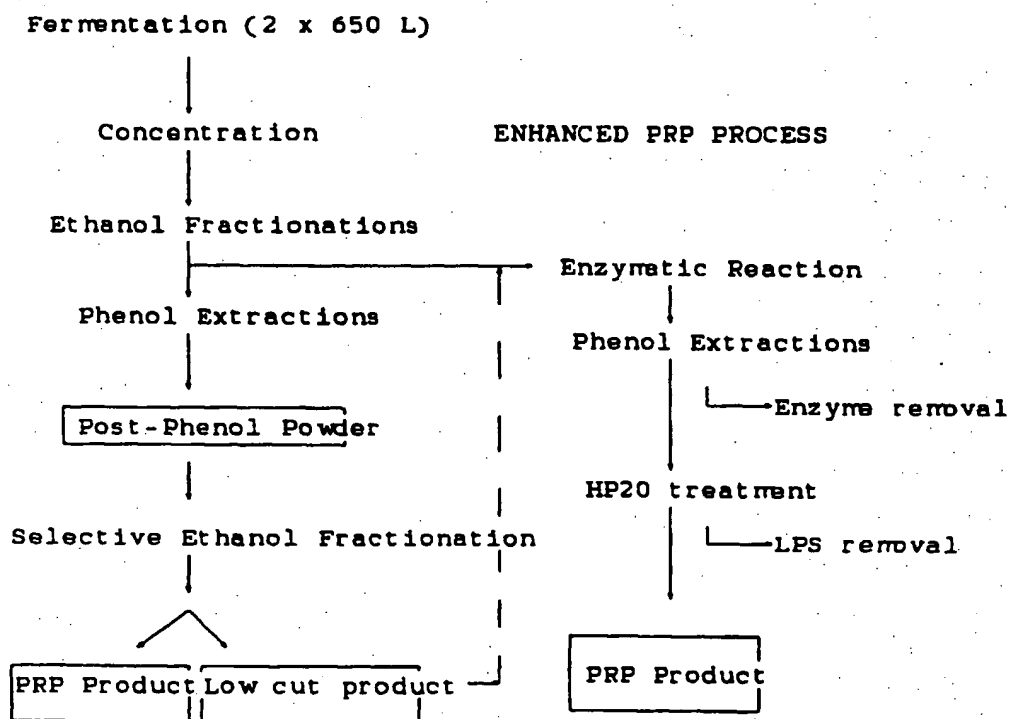 Fermentation (2 x 650 L)
Concentration
ENHANCED PRP PROCESS
Ethanol Fractionations
Enzymatic Reaction
Phenol Extractions
Phenol Extractions
Enzyme removal
Post-Phenol Powder
HP20 treatment
Selective Ethanol Fractionation
LPS removal
PRP Product
Low cut product
PRP Product